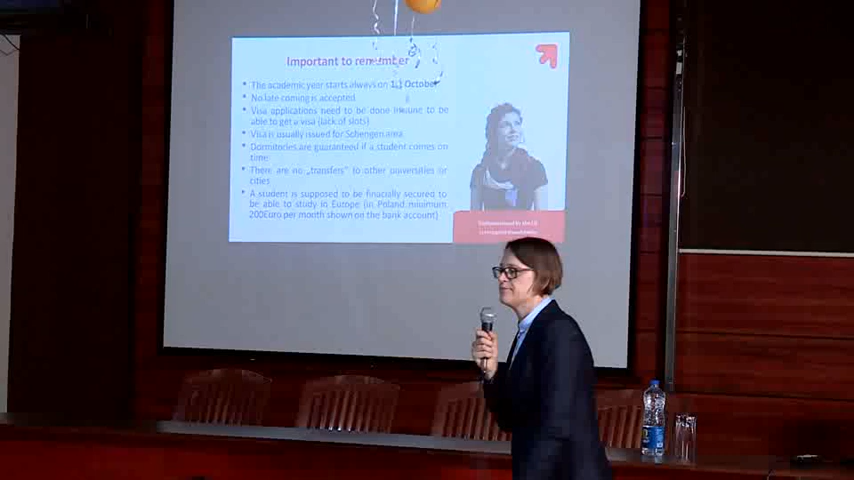 Important to remember
• The academic year starts always on 1st October
• No late coming is accepted
• Visa applications need to be done in June to be
able to get a visa (lack of slots)
• Visa is usually issued for Schengen area
• Dormitories are guaranteed if a student comes on
time
• There are no „transfers” to other universities or
cities
• A student is supposed to be finacially secured to
be able to study in Europe (in Poland minimum
200Euro per month shown on the bank account)